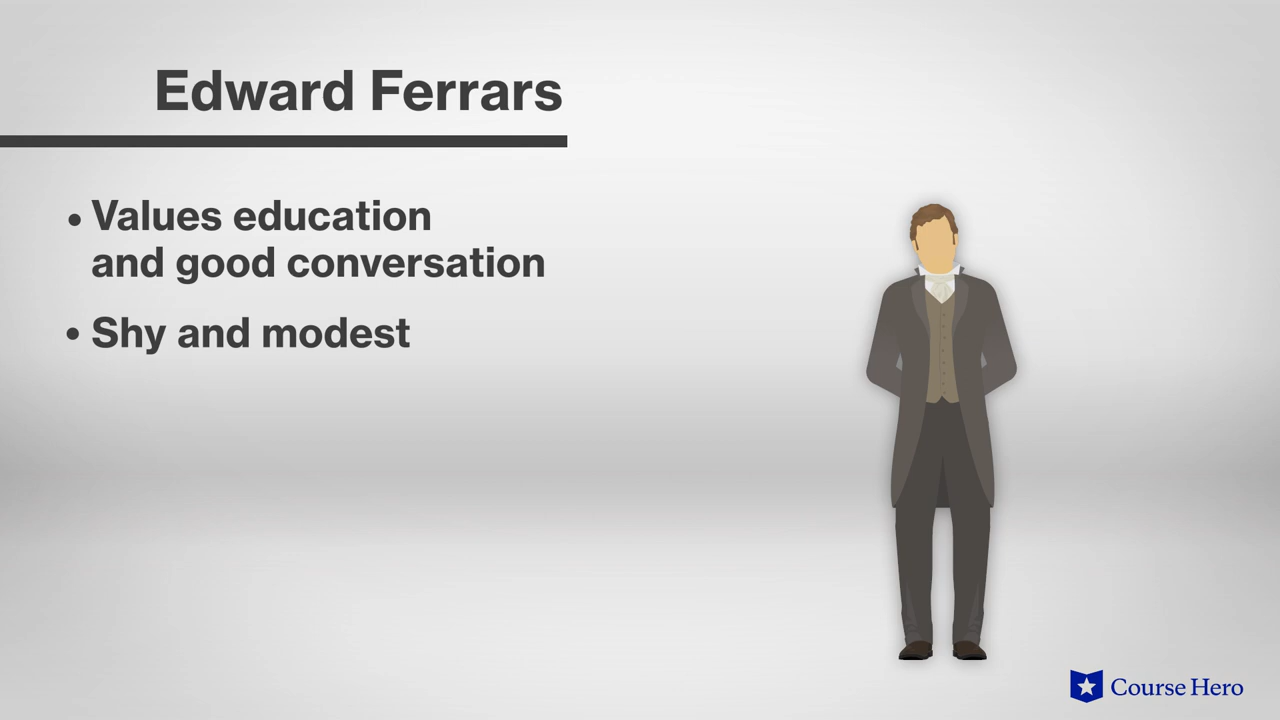 Edward Ferrars
• Values education
and good conversation
• Shy and modest
Course Hero